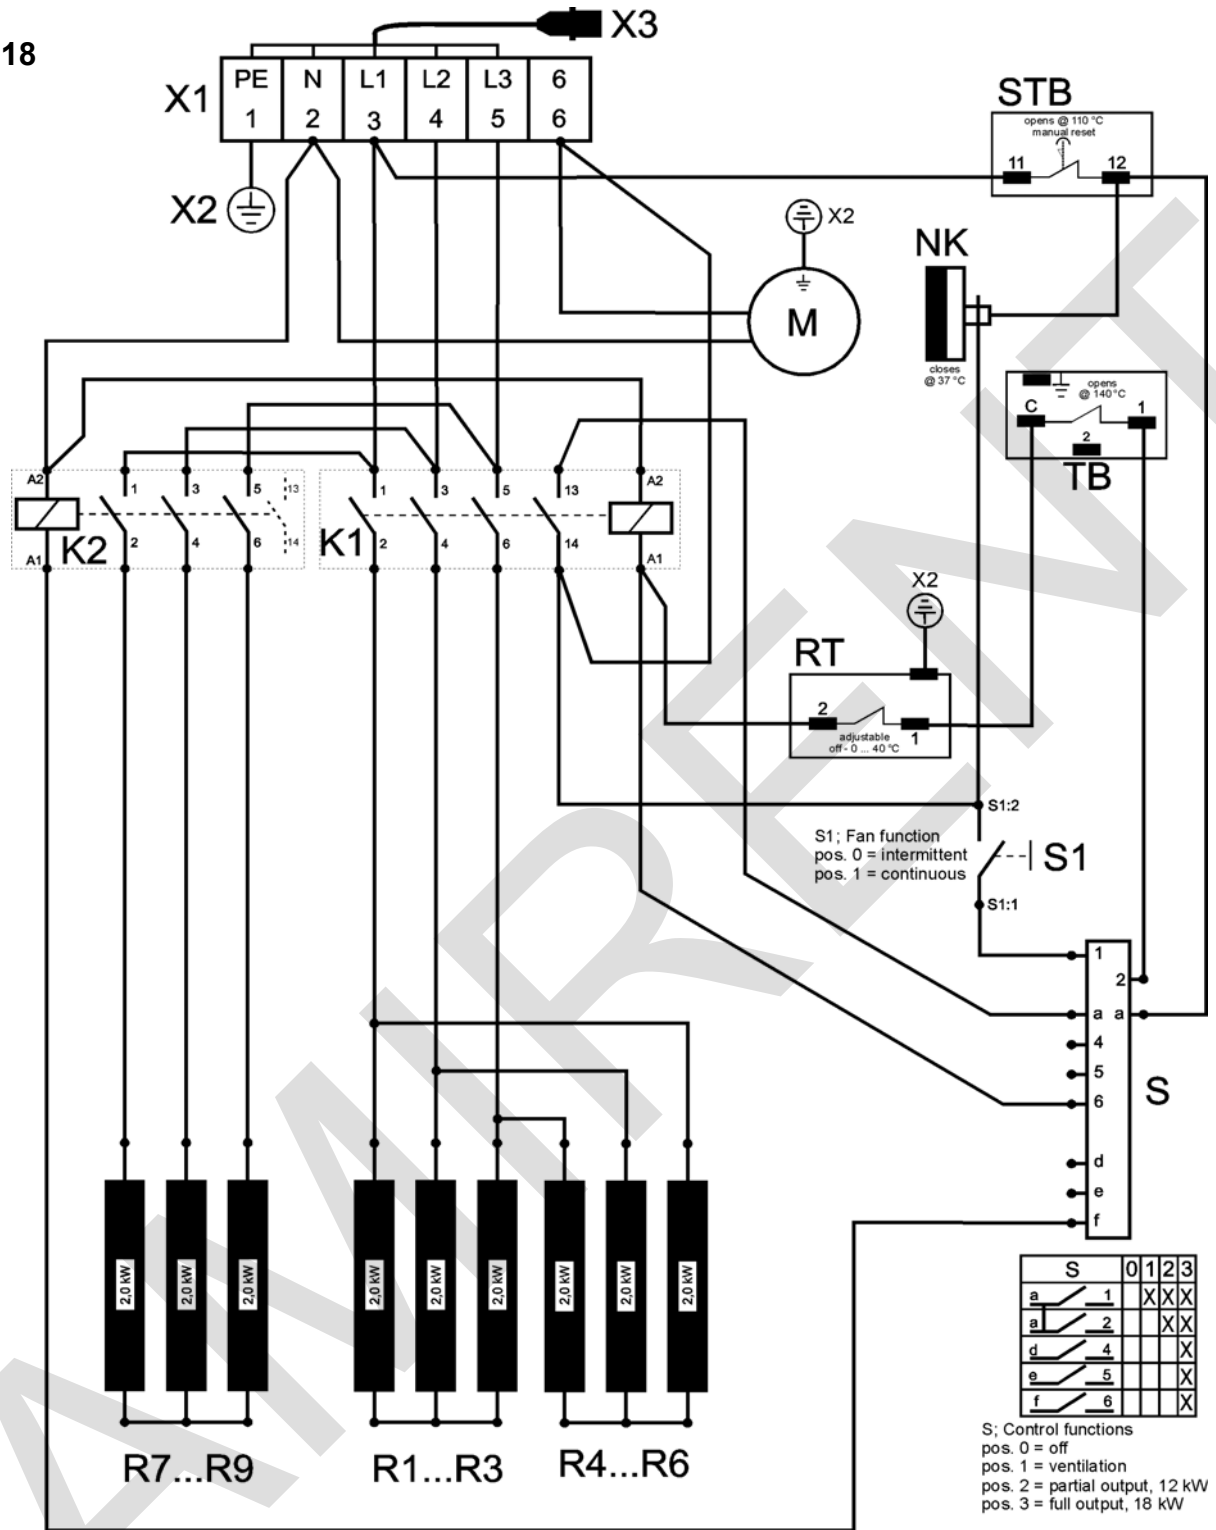 18
X3
X1
PE N L1 L2 L3 6
1 2 3 4 5 6
X2
STB
opens @ 110 °C
manual reset
11 12
X2
M
NK
closes
@ 37 °C
opens
@ 140°C
C 1
2
TB
A2 1 3 5 13
K2
A1 2 4 6 14
1 3 5 13 A2
K1
2 4 6 14 A1
X2
RT
2 1
adjustable
off - 0 ... 40 °C
S1:2
S1; Fan function
pos. 0 = intermittent
pos. 1 = continuous
S1
S1:1
1
2
a a
4
5
6
S
d
e
f
2,0 kW 2,0 kW 2,0 kW 2,0 kW 2,0 kW 2,0 kW 2,0 kW 2,0 kW 2,0 kW
R7...R9 R1...R3 R4...R6
S 0 1 2 3
a 1 X X X
a 2 X X
d 4 X
e 5 X
f 6 X
S; Control functions
pos. 0 = off
pos. 1 = ventilation
pos. 2 = partial output, 12 kW
pos. 3 = full output, 18 kW
AMIRENT